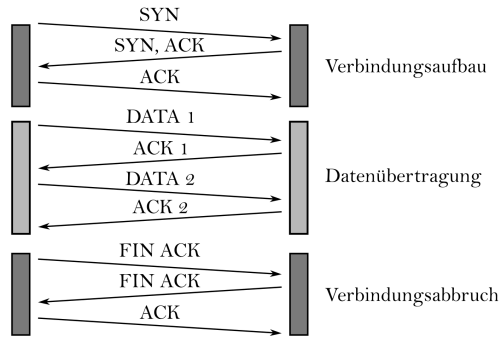 SYN
SYN, ACK
ACK
Verbindungsaufbau
DATA 1
ACK 1
DATA 2
ACK 2
Datenübertragung
FIN ACK
FIN ACK
ACK
Verbindungsabbruch